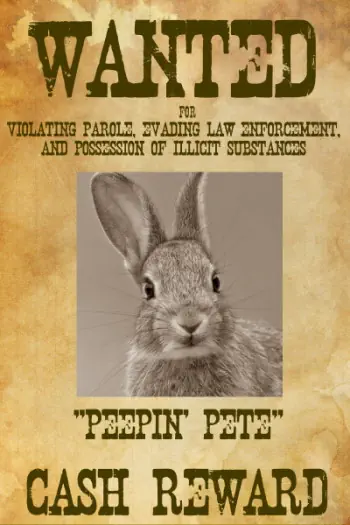 WANTED
FOR
VIOLATING PAROLE, EVADING LAW ENFORCEMENT,
AND POSSESSION OF ILLICIT SUBSTANCES
"PEEPIN' PETE"
CASH REWARD